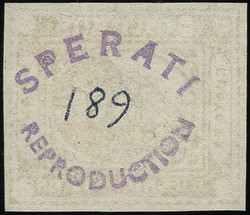 SPERATI
189
REPRODUCTION